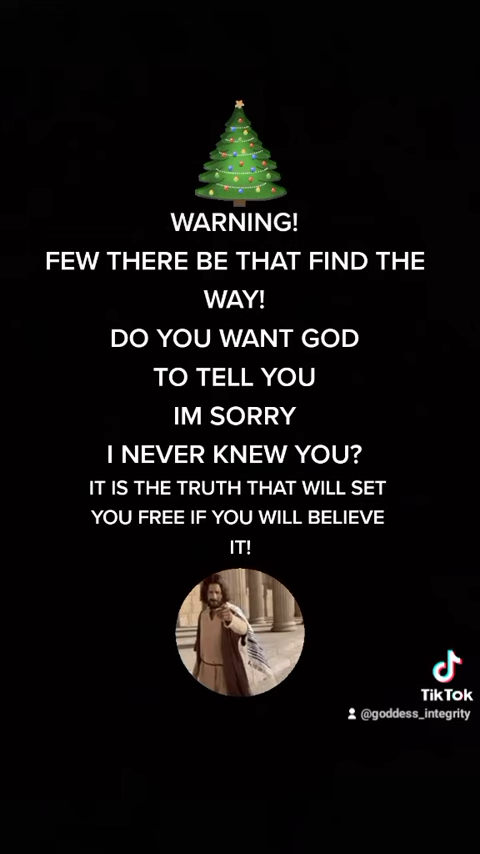 WARNING!
FEW THERE BE THAT FIND THE
WAY!
DO YOU WANT GOD
TO TELL YOU
IM SORRY
I NEVER KNEW YOU?
IT IS THE TRUTH THAT WILL SET
YOU FREE IF YOU WILL BELIEVE
IT!
TikTok
@goddess_integrity